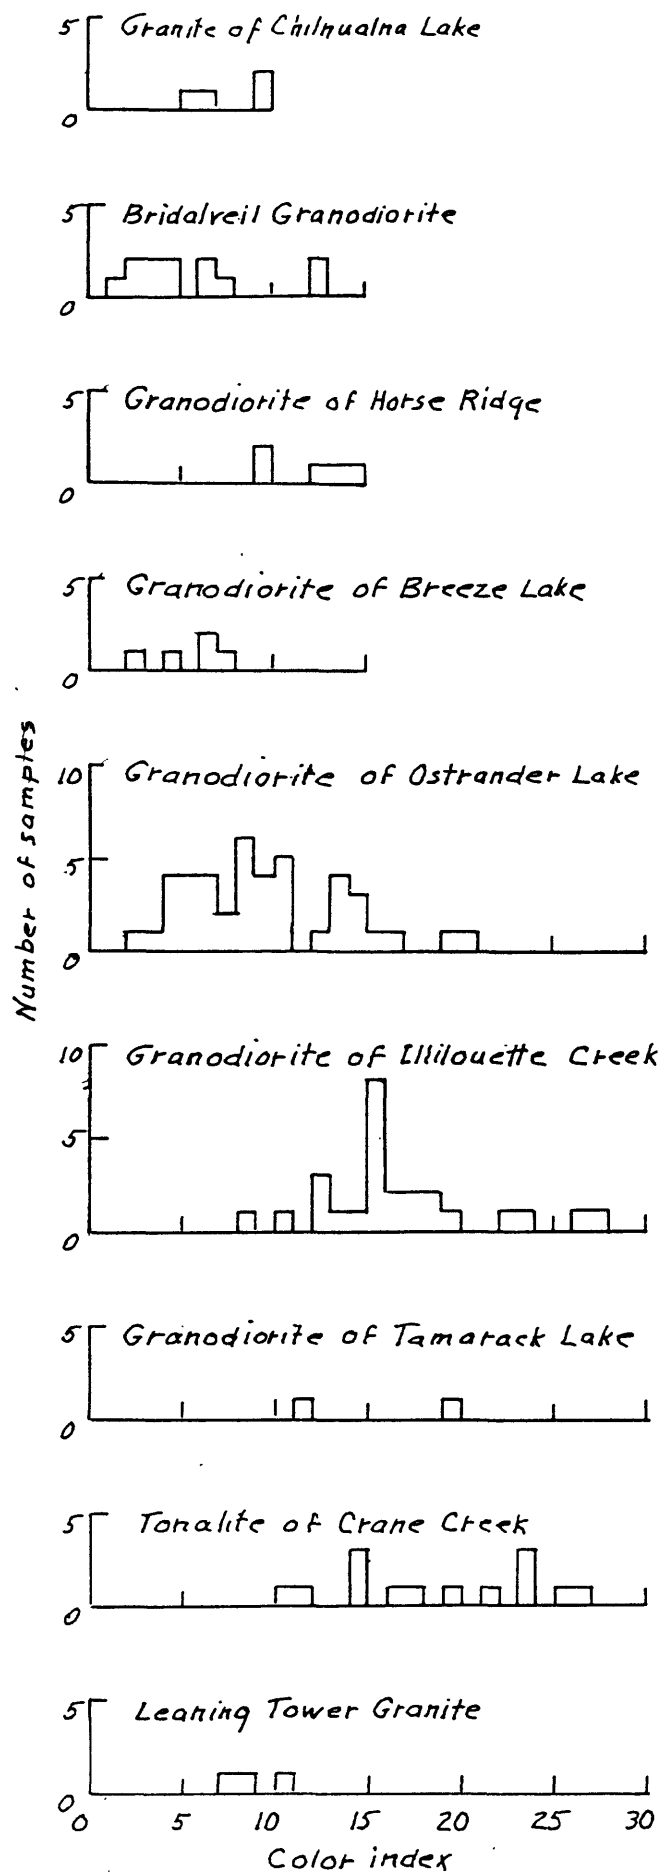 5 Granite of Chilnualna Lake
0
5 Bridalveil Granodiorite
0
5 Granodiorite of Horse Ridge
0
5 Granodiorite of Breeze Lake
0
Number of samples
10 Granodiorite of Ostrander Lake
5
0
10 Granodiorite of Illilouette Creek
5
0
5 Granodiorite of Tamarack Lake
0
5 Tonalite of Crane Creek
0
5 Leaning Tower Granite
0
0 5 10 15 20 25 30
Color index